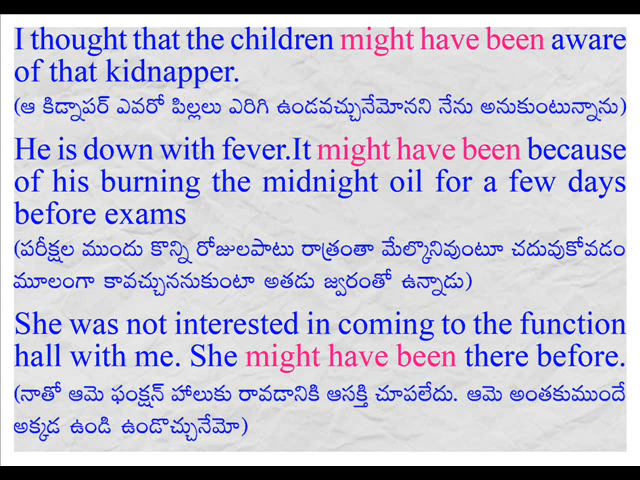 I thought that the children might have been aware
of that kidnapper.
(ఆ కిడ్నాపర్ ఎవరో పిల్లలు ఎరిగి ఉండవచ్చునేమోనని నేను అనుకుంటున్నాను)
He is down with fever.It might have been because
of his burning the midnight oil for a few days
before exams
(పరీక్షల ముందు కొన్ని రోజులపాటు రాత్రంతా మేల్కొనివుంటూ చదువుకోవడం
మూలంగా కావచ్చుననుకుంటా అతడు జ్వరంతో ఉన్నాడు)
She was not interested in coming to the function
hall with me. She might have been there before.
(నాతో ఆమె ఫంక్షన్ హాలుకు రావడానికి ఆసక్తి చూపలేదు. ఆమె అంతకుముందే
అక్కడ ఉండి ఉండొచ్చునేమో)